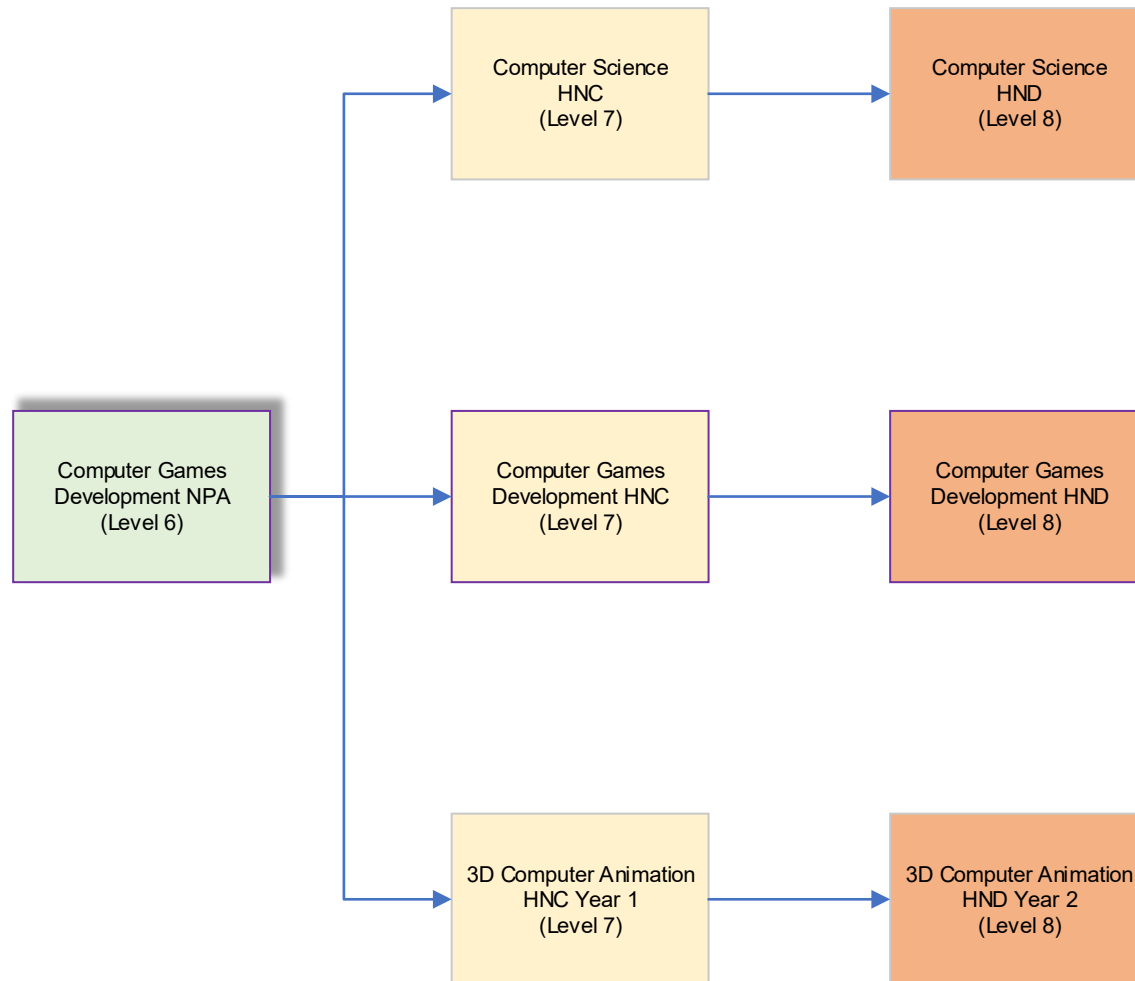 Computer Science
HNC
(Level 7)
Computer Science
HND
(Level 8)
Computer Games
Development NPA
(Level 6)
Computer Games
Development HNC
(Level 7)
Computer Games
Development HND
(Level 8)
3D Computer Animation
HNC Year 1
(Level 7)
3D Computer Animation
HND Year 2
(Level 8)